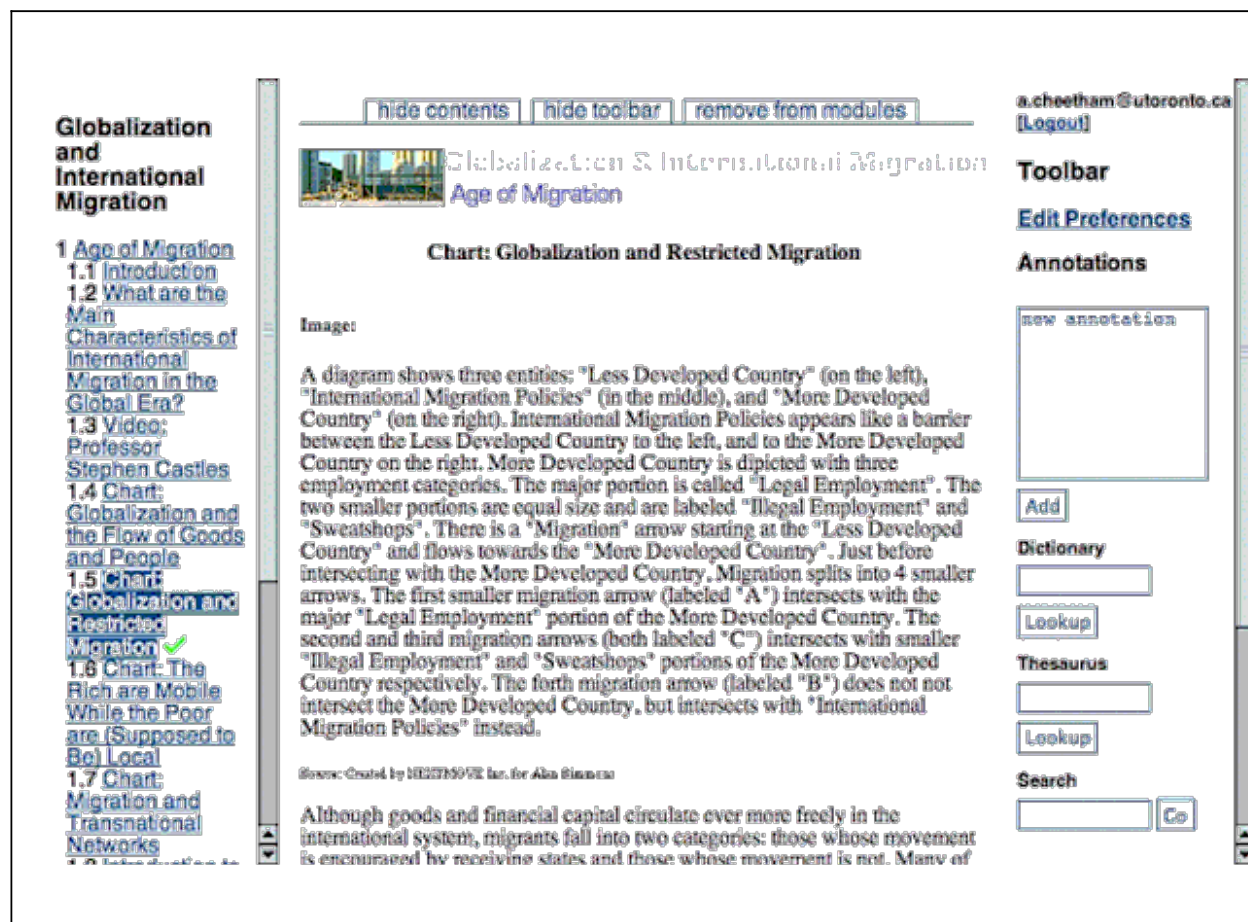 Globalization
and
International
Migration
1 Age of Migration
1.1 Introduction
1.2 What are the
Main
Characteristics of
International
Migration in the
Global Era?
1.3 Video:
Professor
Stephen Castles
1.4 Chart:
Globalization and
the Flow of Goods
and People
1.5 Chart:
Globalization and
Restricted
Migration
1.6 Chart: The
Rich are Mobile
While the Poor
are (Supposed to
Be) Local
1.7 Chart:
Migration and
Transnational
Networks
hide contents hide toolbar remove from modules
Globalization & International Migration
Age of Migration
Chart: Globalization and Restricted Migration
Image:
A diagram shows three entities: "Less Developed Country" (on the left),
"International Migration Policies" (in the middle), and "More Developed
Country" (on the right). International Migration Policies appears like a barrier
between the Less Developed Country to the left, and to the More Developed
Country on the right. More Developed Country is dipicted with three
employment categories. The major portion is called "Legal Employment". The
two smaller portions are equal size and are labeled "Illegal Employment" and
"Sweatshops". There is a "Migration" arrow starting at the "Less Developed
Country" and flows towards the "More Developed Country". Just before
intersecting with the More Developed Country, Migration splits into 4 smaller
arrows. The first smaller migration arrow (labeled "A") intersects with the
major "Legal Employment" portion of the More Developed Country. The
second and third migration arrows (both labeled "C") intersects with smaller
"Illegal Employment" and "Sweatshops" portions of the More Developed
Country respectively. The forth migration arrow (labeled "B") does not not
intersect the More Developed Country, but intersects with "International
Migration Policies" instead.
Source: Created by Inc. for Alan Simmons
Although goods and financial capital circulate ever more freely in the
international system, migrants fall into two categories: those whose movement
is encouraged by receiving states and those whose movement is not. Many of
a.cheetham@utoronto.ca
[Logout]
Toolbar
Edit Preferences
Annotations
new annotation
Add
Dictionary
Lookup
Thesaurus
Lookup
Search
Go